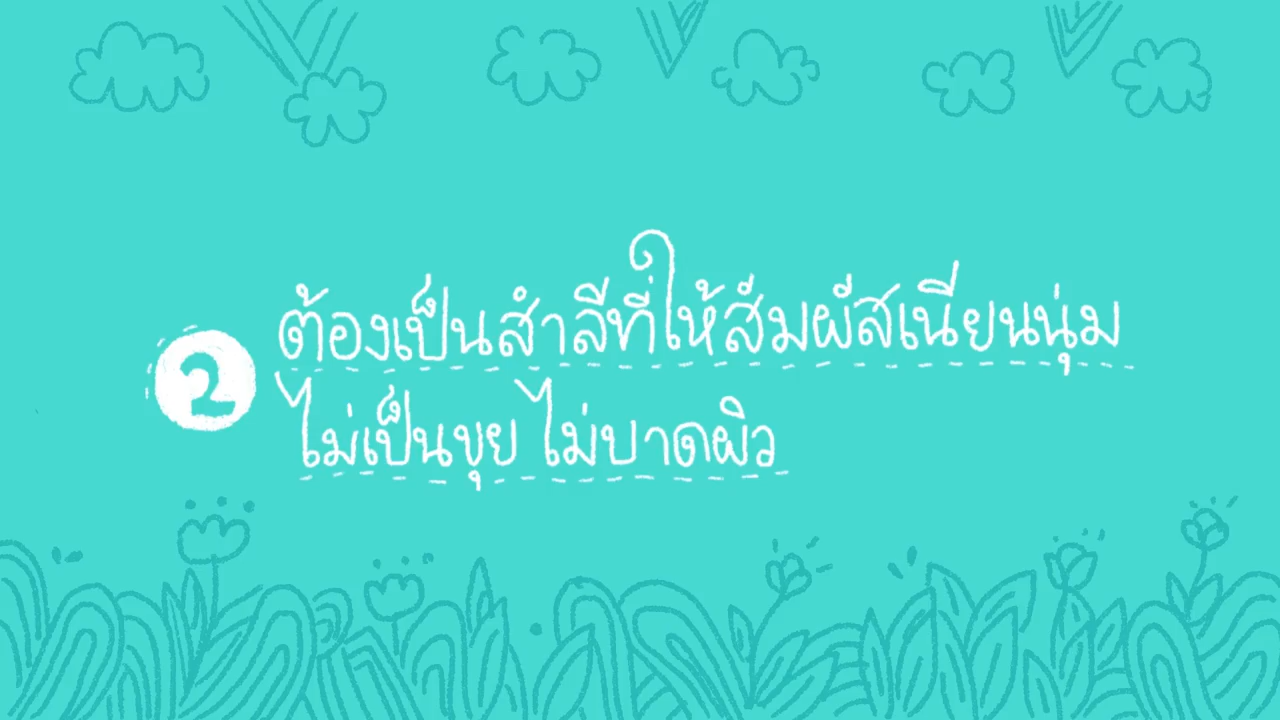 2
ต้องเป็นสำลีที่ให้สัมผัสเนียนนุ่ม
ไม่เป็นขุย ไม่บาดผิว